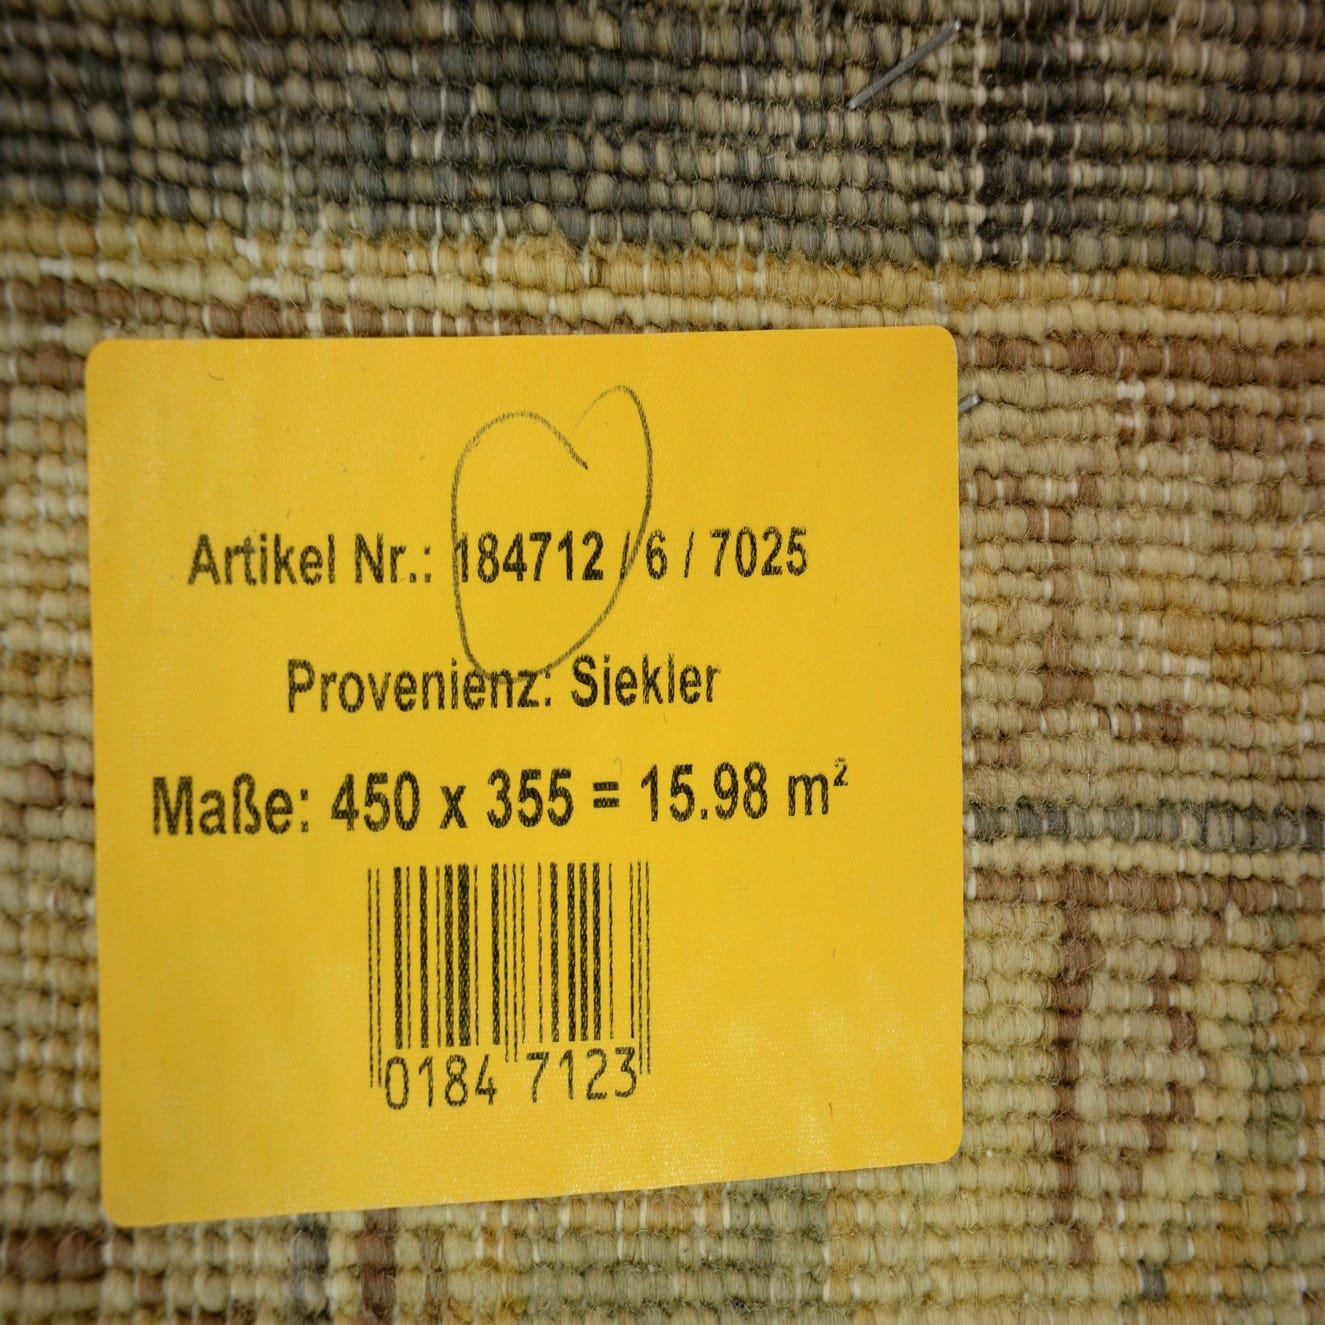 Artikel Nr.: 184712 / 6 / 7025
Provenienz: Siekler
Maße: 450 x 355 = 15.98 m²
0184 7123